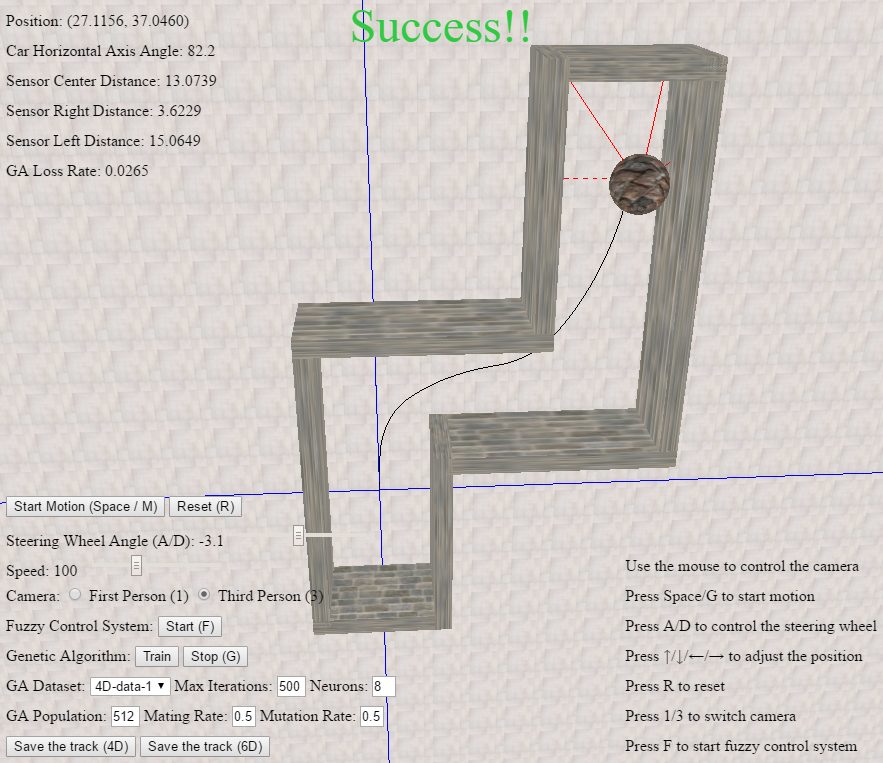 Success!!
Position: (27.1156, 37.0460)
Car Horizontal Axis Angle: 82.2
Sensor Center Distance: 13.0739
Sensor Right Distance: 3.6229
Sensor Left Distance: 15.0649
GA Loss Rate: 0.0265
Start Motion (Space / M) Reset (R)
Steering Wheel Angle (A/D): -3.1
Speed: 100
Camera: First Person (1) Third Person (3)
Fuzzy Control System: Start (F)
Genetic Algorithm: Train Stop (G)
GA Dataset: 4D-data-1 Max Iterations: 500 Neurons: 8
GA Population: 512 Mating Rate: 0.5 Mutation Rate: 0.5
Save the track (4D) Save the track (6D)
Use the mouse to control the camera
Press Space/G to start motion
Press A/D to control the steering wheel
Press ↑/↓/←/→ to adjust the position
Press R to reset
Press 1/3 to switch camera
Press F to start fuzzy control system